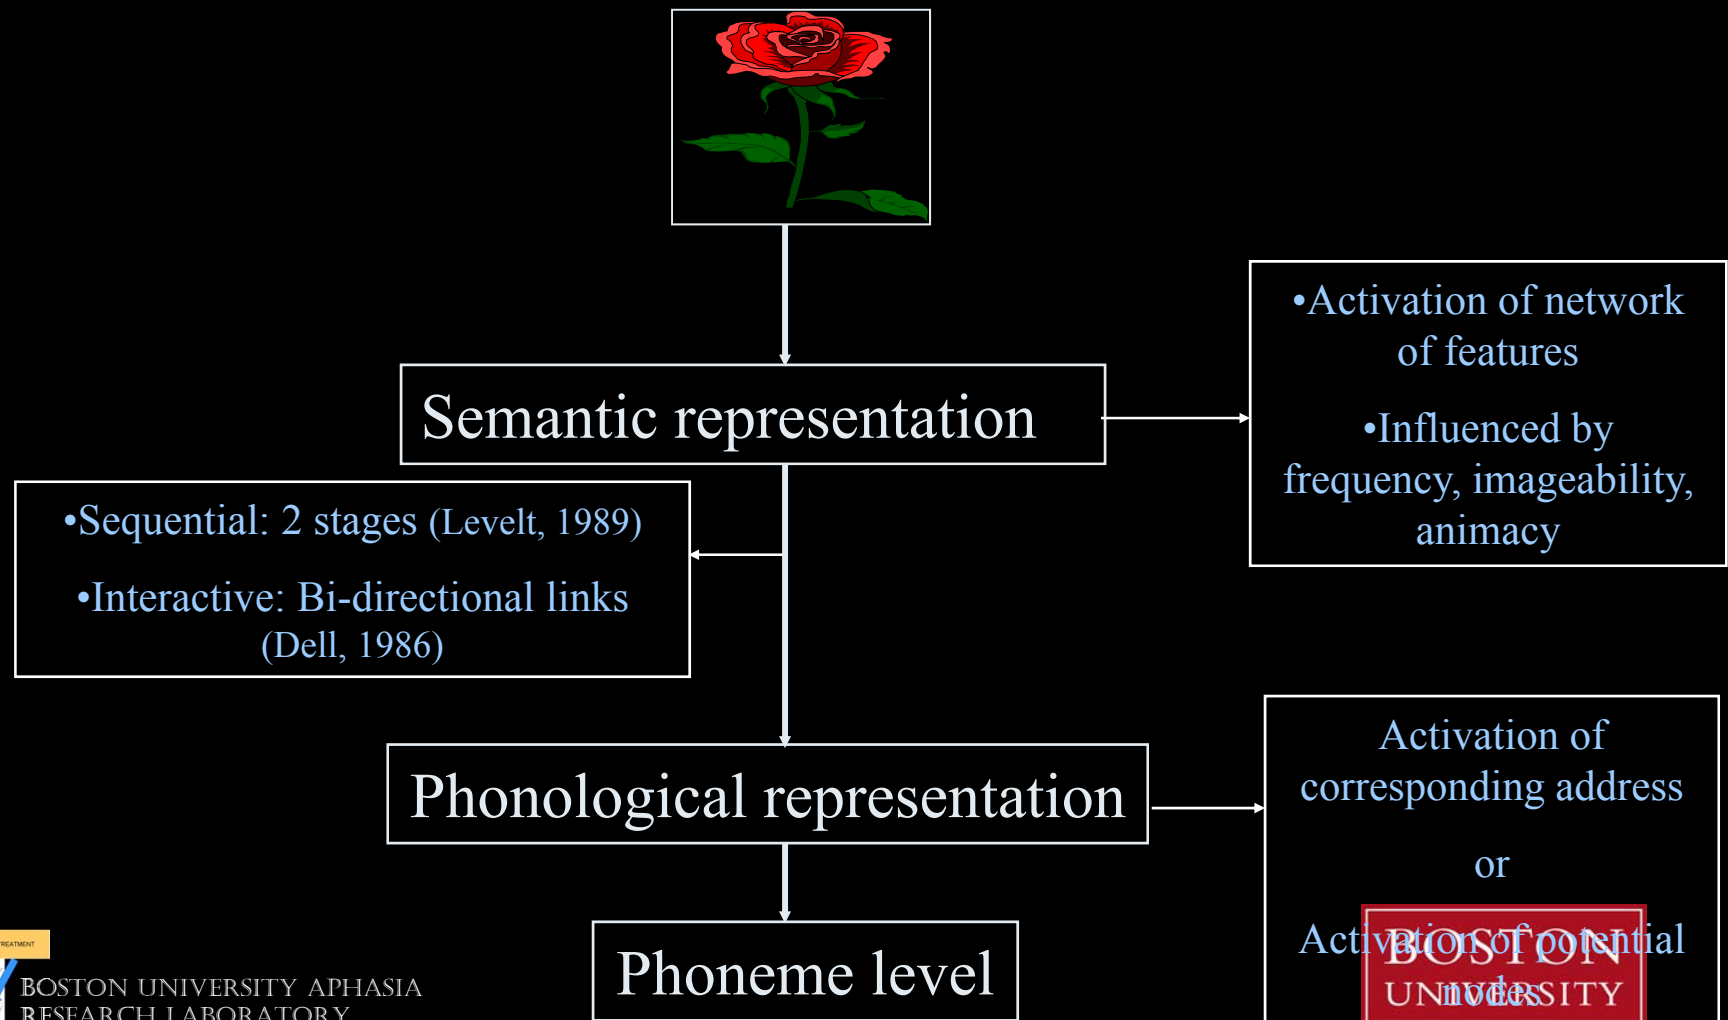 •Activation of network
of features
•Influenced by
frequency, imageability,
animacy
Semantic representation
•Sequential: 2 stages (Levelt, 1989)
•Interactive: Bi-directional links
(Dell, 1986)
Activation of
corresponding address
or
Activation of potential
nodes
Phonological representation
Phoneme level
TREATMENT
BOSTON UNIVERSITY APHASIA
RESEARCH LABORATORY
BOSTON
UNIVERSITY